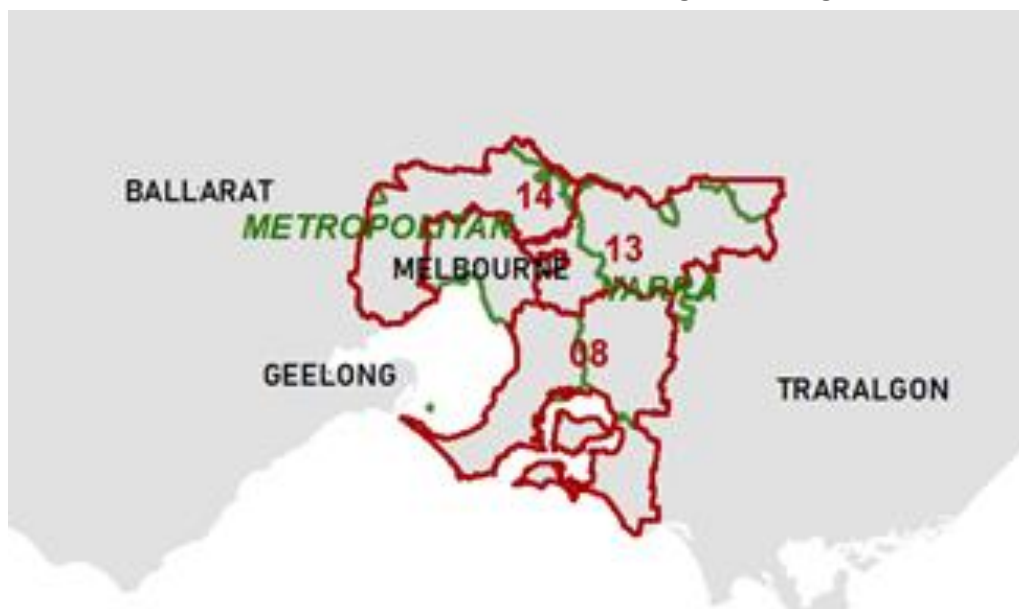 BALLARAT
14
METROPOLITAN
13
MELBOURNE
YARRA
08
GEELONG
TRARALGON